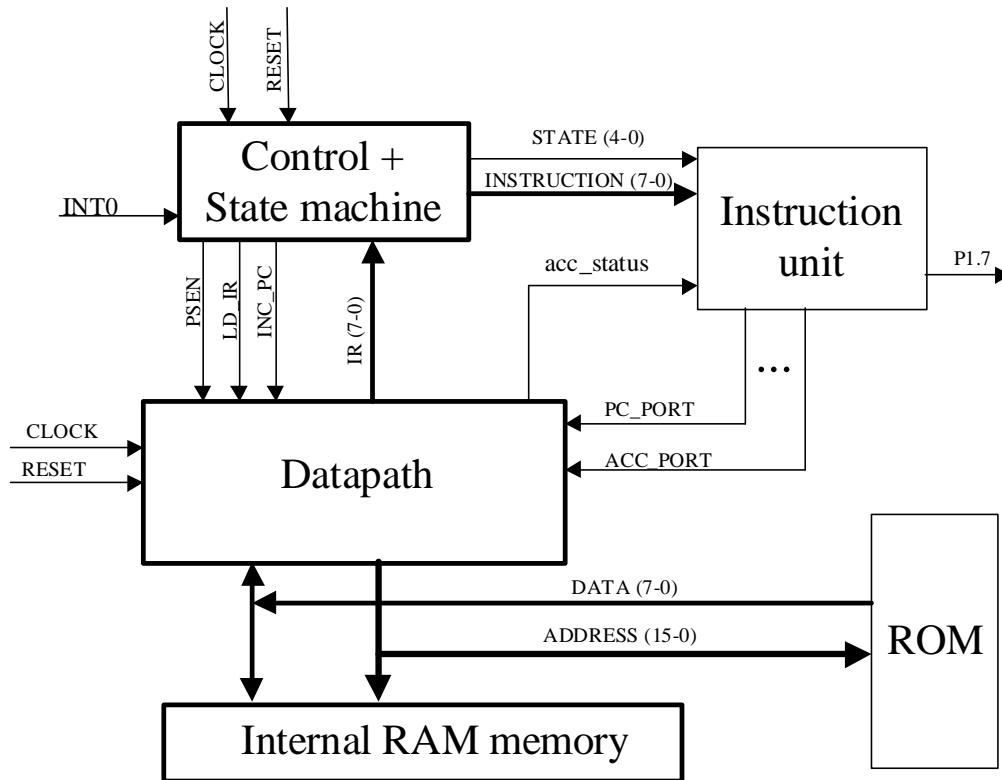 CLOCK
RESET
Control +
State machine
INT0
STATE (4-0)
INSTRUCTION (7-0)
Instruction
unit
P1.7
acc_status
PSEN
LD_IR
INC_PC
IR (7-0)
...
PC_PORT
ACC_PORT
CLOCK
RESET
Datapath
DATA (7-0)
ADDRESS (15-0)
ROM
Internal RAM memory